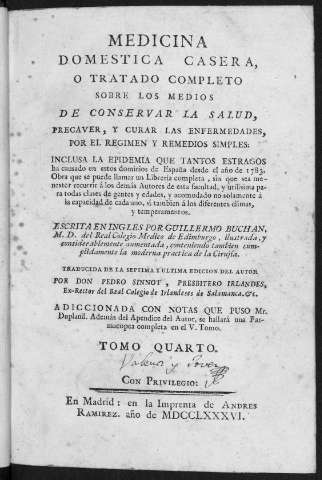 MEDICINA
DOMESTICA CASERA,
O TRATADO COMPLETO
SOBRE LOS MEDIOS
DE CONSERVAR LA SALUD,
PRECAVER, Y CURAR LAS ENFERMEDADES,
POR EL REGIMEN Y REMEDIOS SIMPLES:
INCLUSA LA EPIDEMIA QUE TANTOS ESTRAGOS
ha causado en estos dominios de España desde el año de 1783.
Obra que se puede llamar un Libreria completa, sin que sea me-
nester recurrir á los demás Autores de esta facultad, y utilisima pa-
ra todas clases de gentes y edades, y acomodado no solamente á
la capacidad de cada uno, si tambien á los diferentes climas,
y temperamentos.
ESCRITA EN INGLES POR GUILLERMO BUCHAN,
M. D. del Real Colegio Medico de Edimburgo, ilustrada, y
considerablemente aumentada, conteniendo tambien cum-
plidamente la moderna practica de la Cirugía.
TRADUCIDA DE LA SEPTIMA Y ULTIMA EDICION DEL AUTOR
POR DON PEDRO SINNOT, PRESBITERO IRLANDES,
Ex-Rector del Real Colegio de Irlandeses de Salamanca. &c.
ADICCIONADA CON NOTAS QUE PUSO Mr.
Duplanil. Además del Apendice del Autor, se hallará una Far-
macopea completa en el V. Tomo.
TOMO QUARTO.
CON PRIVILEGIO:
En Madrid: en la Imprenta de ANDRES
RAMIREZ. año de MDCCLXXXVI.